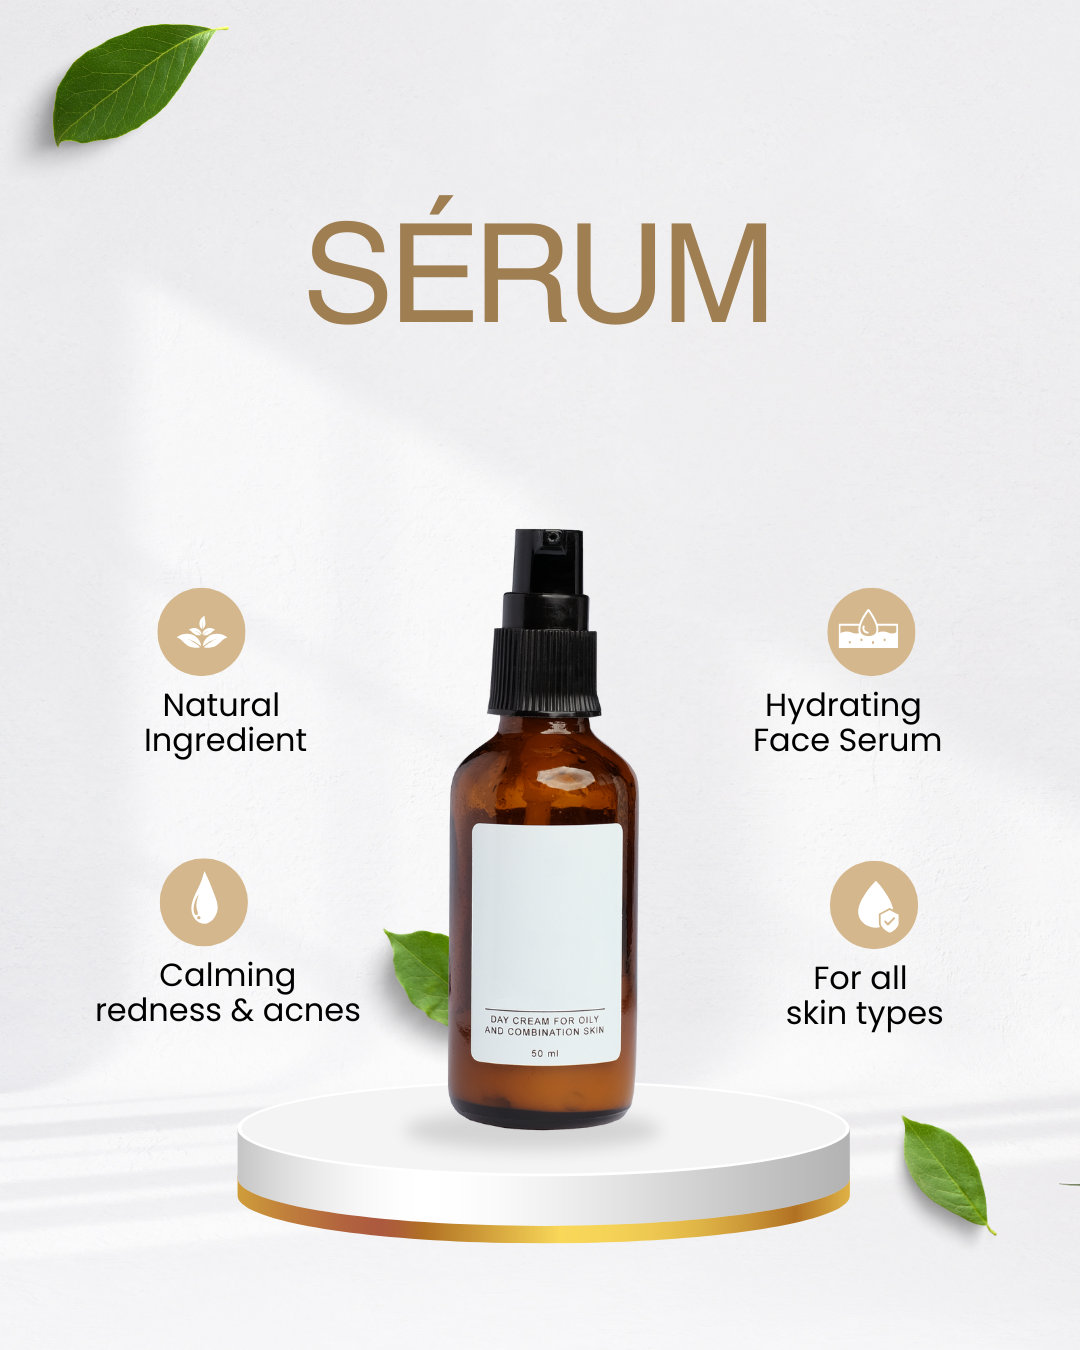 SÉRUM
Natural
Ingredient
Hydrating
Face Serum
Calming
redness & acnes
For all
skin types
DAY CREAM FOR OILY
AND COMBINATION SKIN
50 ml